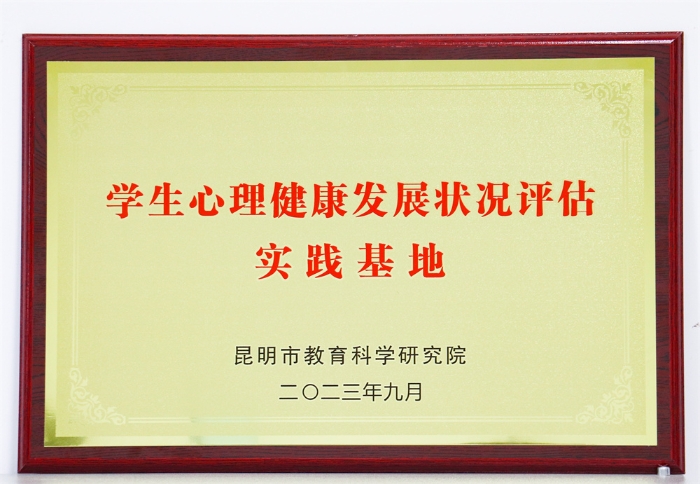 学生心理健康发展状况评估
实践基地
昆明市教育科学研究院
二〇二三年九月